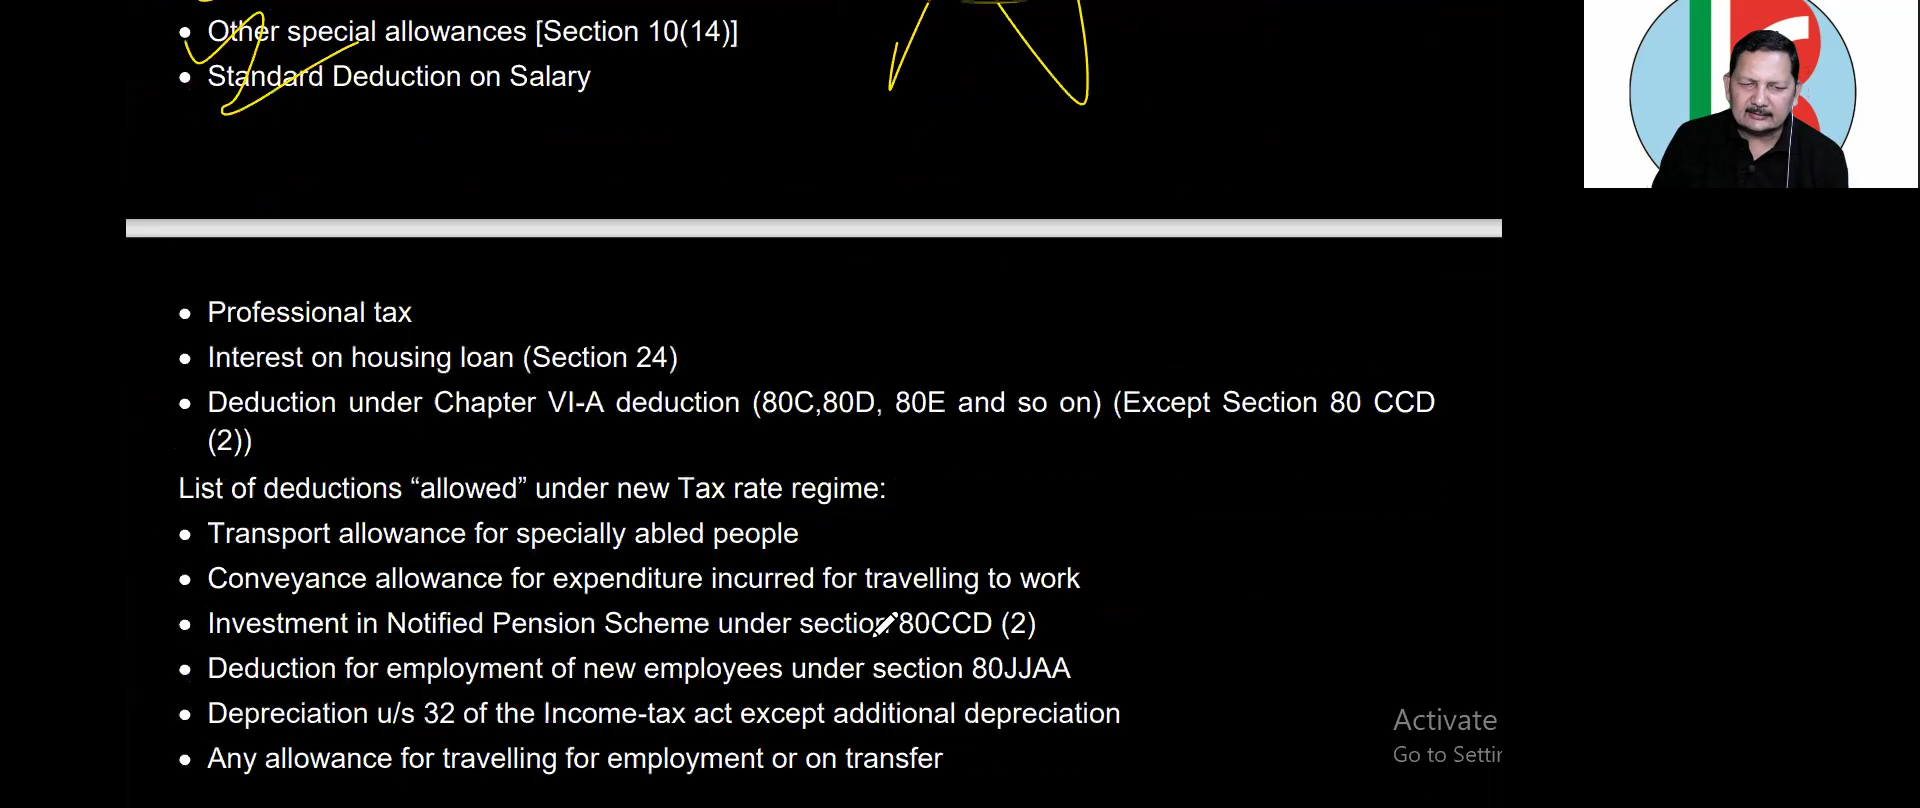 • Other special allowances [Section 10(14)]
• Standard Deduction on Salary
• Professional tax
• Interest on housing loan (Section 24)
• Deduction under Chapter VI-A deduction (80C,80D, 80E and so on) (Except Section 80 CCD
(2))
List of deductions “allowed” under new Tax rate regime:
• Transport allowance for specially abled people
• Conveyance allowance for expenditure incurred for travelling to work
• Investment in Notified Pension Scheme under section 80CCD (2)
• Deduction for employment of new employees under section 80JJAA
• Depreciation u/s 32 of the Income-tax act except additional depreciation
• Any allowance for travelling for employment or on transfer
Activate
Go to Settin